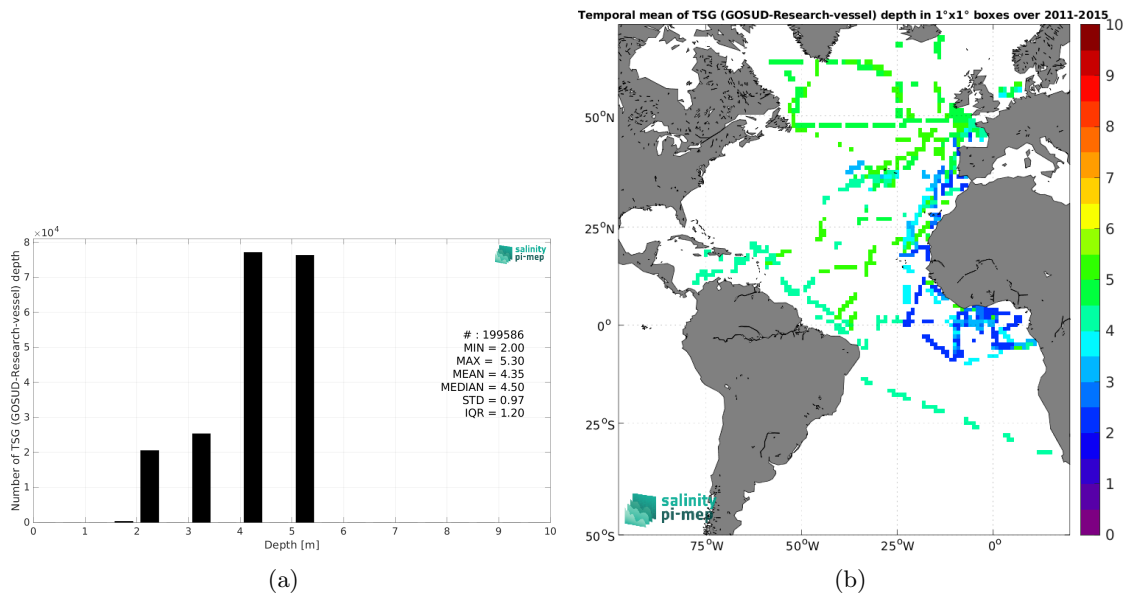 Temporal mean of TSG (GOSUD-Research-vessel) depth in 1°x1° boxes over 2011-2015
×10⁴
8
7
6
5
4
3
2
1
0
Number of TSG (GOSUD-Research-vessel) depth
salinity
pi-mep
# : 199586
MIN = 2.00
MAX = 5.30
MEAN = 4.35
MEDIAN = 4.50
STD = 0.97
IQR = 1.20
0 1 2 3 4 5 6 7 8 9 10
Depth [m]
(a)
50°N
25°N
0°
25°S
50°S
75°W 50°W 25°W 0°
salinity
pi-mep
10
9
8
7
6
5
4
3
2
1
0
(b)